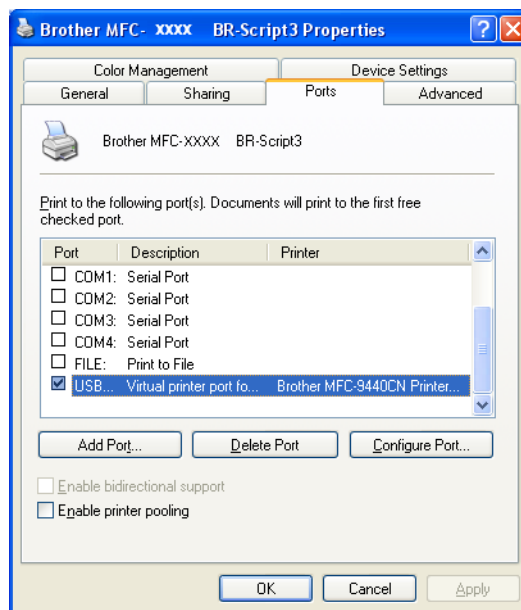 Brother MFC- XXXX BR-Script3 Properties
Color Management Device Settings
General Sharing Ports Advanced
Brother MFC-XXXX BR-Script3
Print to the following port(s). Documents will print to the first free
checked port.
Port Description Printer
COM1: Serial Port
COM2: Serial Port
COM3: Serial Port
COM4: Serial Port
FILE: Print to File
USB... Virtual printer port fo... Brother MFC-9440CN Printer...
Add Port... Delete Port Configure Port...
Enable bidirectional support
Enable printer pooling
OK Cancel Apply